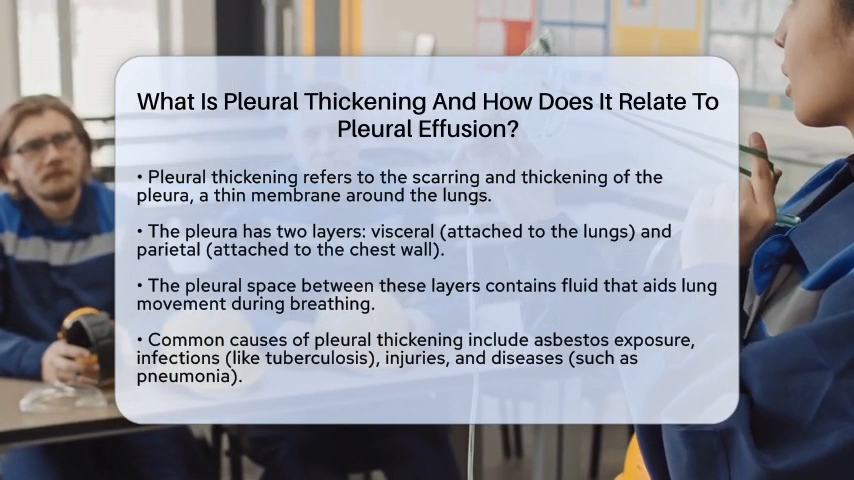 What Is Pleural Thickening And How Does It Relate To
Pleural Effusion?
• Pleural thickening refers to the scarring and thickening of the
pleura, a thin membrane around the lungs.
• The pleura has two layers: visceral (attached to the lungs) and
parietal (attached to the chest wall).
• The pleural space between these layers contains fluid that aids lung
movement during breathing.
• Common causes of pleural thickening include asbestos exposure,
infections (like tuberculosis), injuries, and diseases (such as
pneumonia).